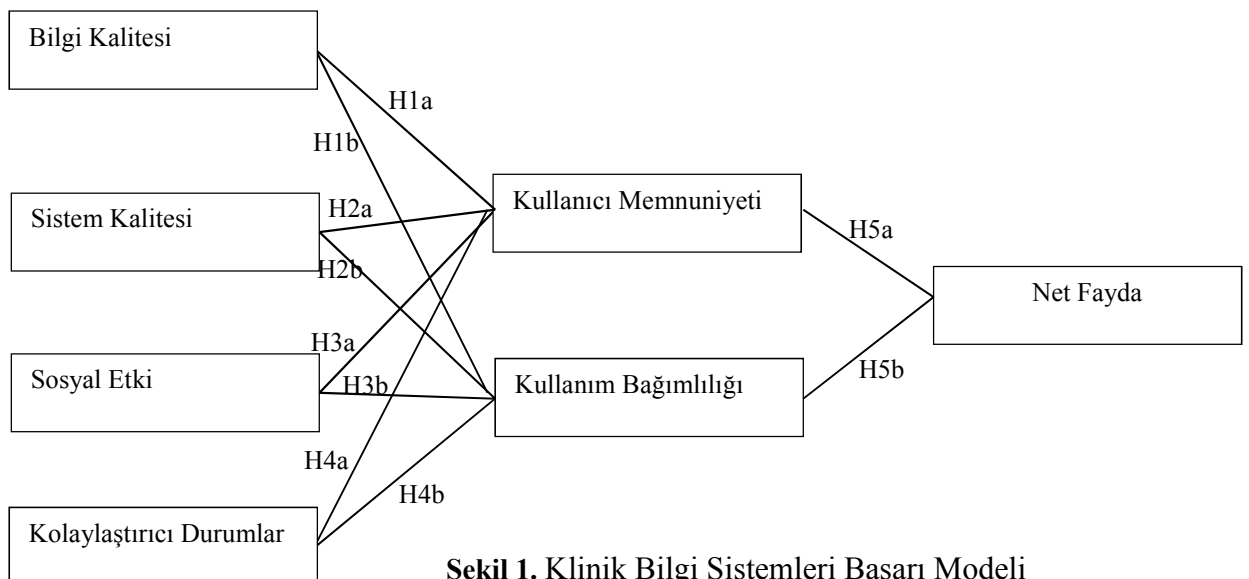 Bilgi Kalitesi
H1a
H1b
Sistem Kalitesi
H2a
Kullanıcı Memnuniyeti
H5a
H2b
Net Fayda
H3a
Sosyal Etki
H3b
Kullanım Bağımlılığı
H5b
H4a
H4b
Kolaylaştırıcı Durumlar
Şekil 1. Klinik Bilgi Sistemleri Başarı Modeli